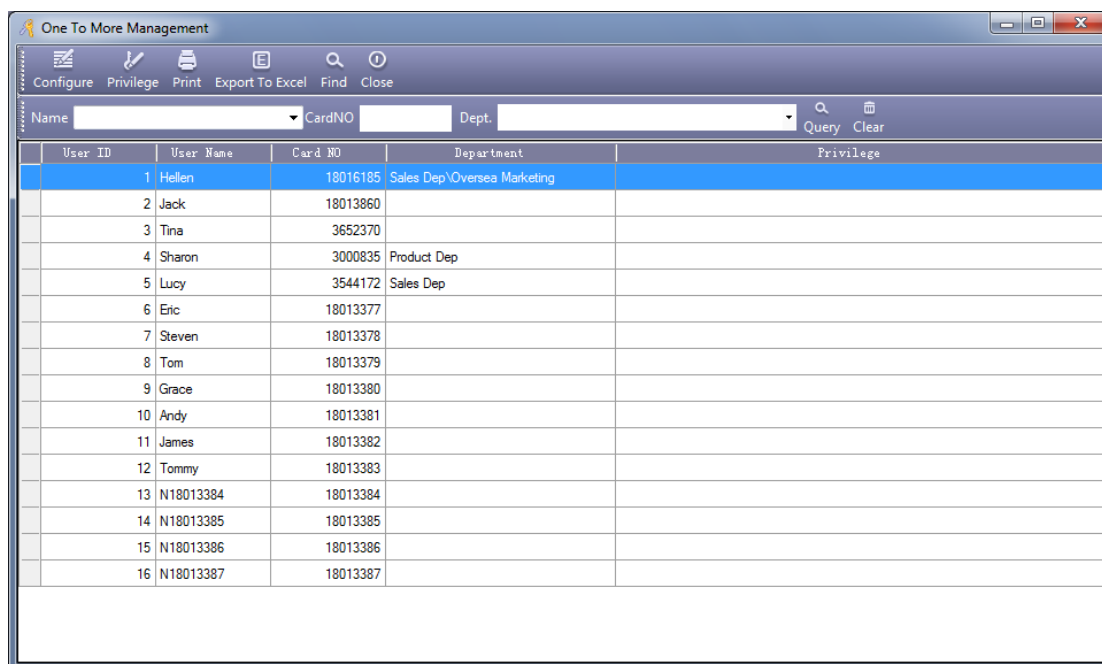 One To More Management
Configure Privilege Print Export To Excel Find Close
Name CardNO Dept. Query Clear
User ID User Name Card NO Department Privilege
1 Hellen 18016185 Sales Dep\Oversea Marketing
2 Jack 18013860
3 Tina 3652370
4 Sharon 3000835 Product Dep
5 Lucy 3544172 Sales Dep
6 Eric 18013377
7 Steven 18013378
8 Tom 18013379
9 Grace 18013380
10 Andy 18013381
11 James 18013382
12 Tommy 18013383
13 N18013384 18013384
14 N18013385 18013385
15 N18013386 18013386
16 N18013387 18013387